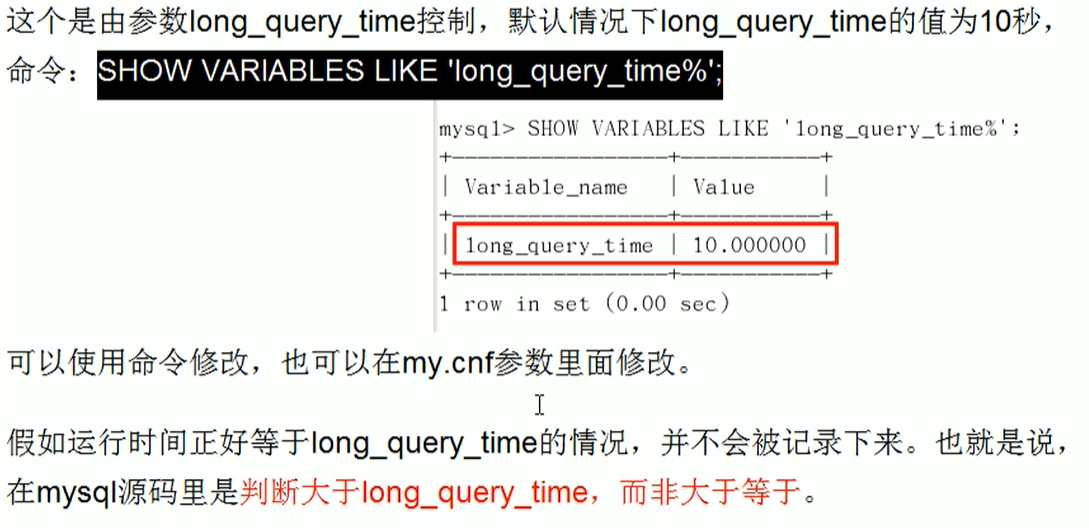 这个是由参数long_query_time控制，默认情况下long_query_time的值为10秒，
命令：SHOW VARIABLES LIKE 'long_query_time%';
mysql> SHOW VARIABLES LIKE 'long_query_time%';
+-----------------+-----------+
| Variable_name | Value |
+-----------------+-----------+
| long_query_time | 10.000000 |
+-----------------+-----------+
1 row in set (0.00 sec)
可以使用命令修改，也可以在my.cnf参数里面修改。
假如运行时间正好等于long_query_time的情况，并不会被记录下来。也就是说，
在mysql源码里是判断大于long_query_time，而非大于等于。